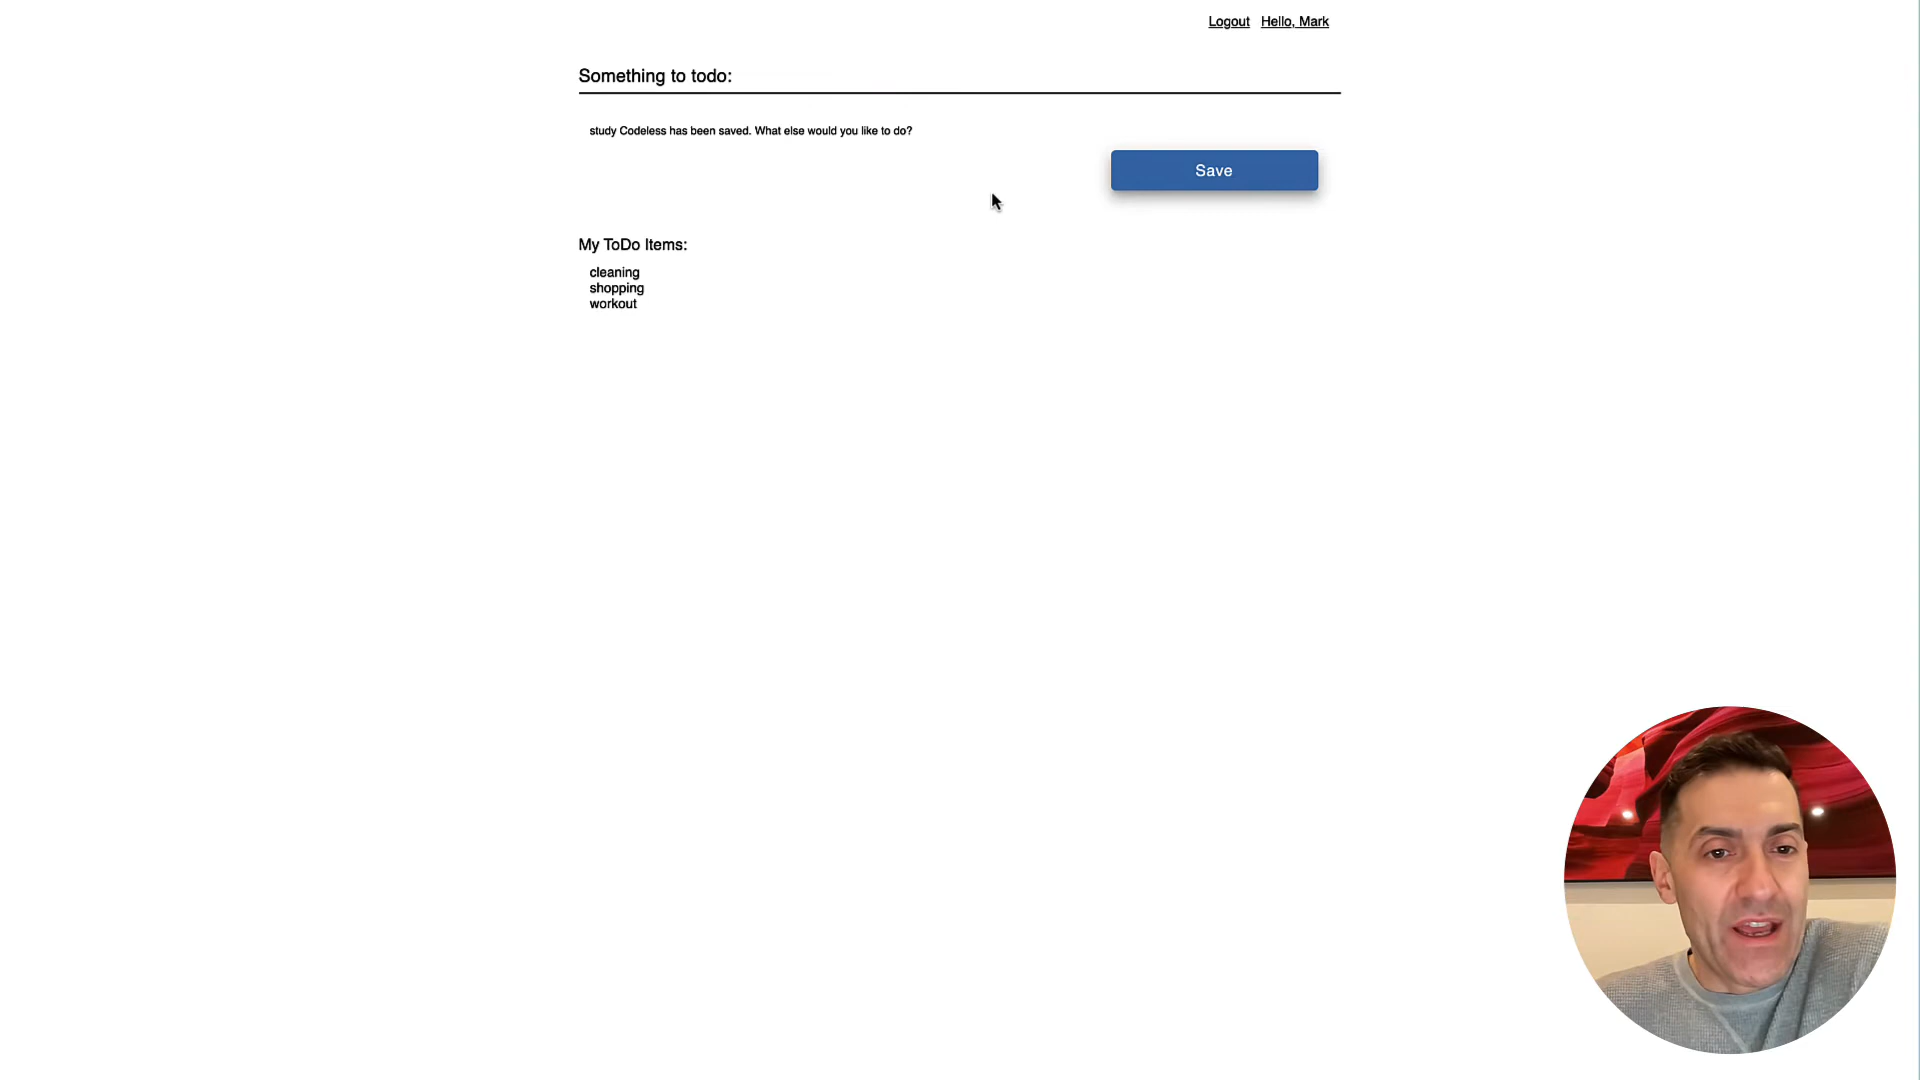 Logout Hello, Mark
Something to todo:
study Codeless has been saved. What else would you like to do?
Save
My ToDo Items:
cleaning
shopping
workout